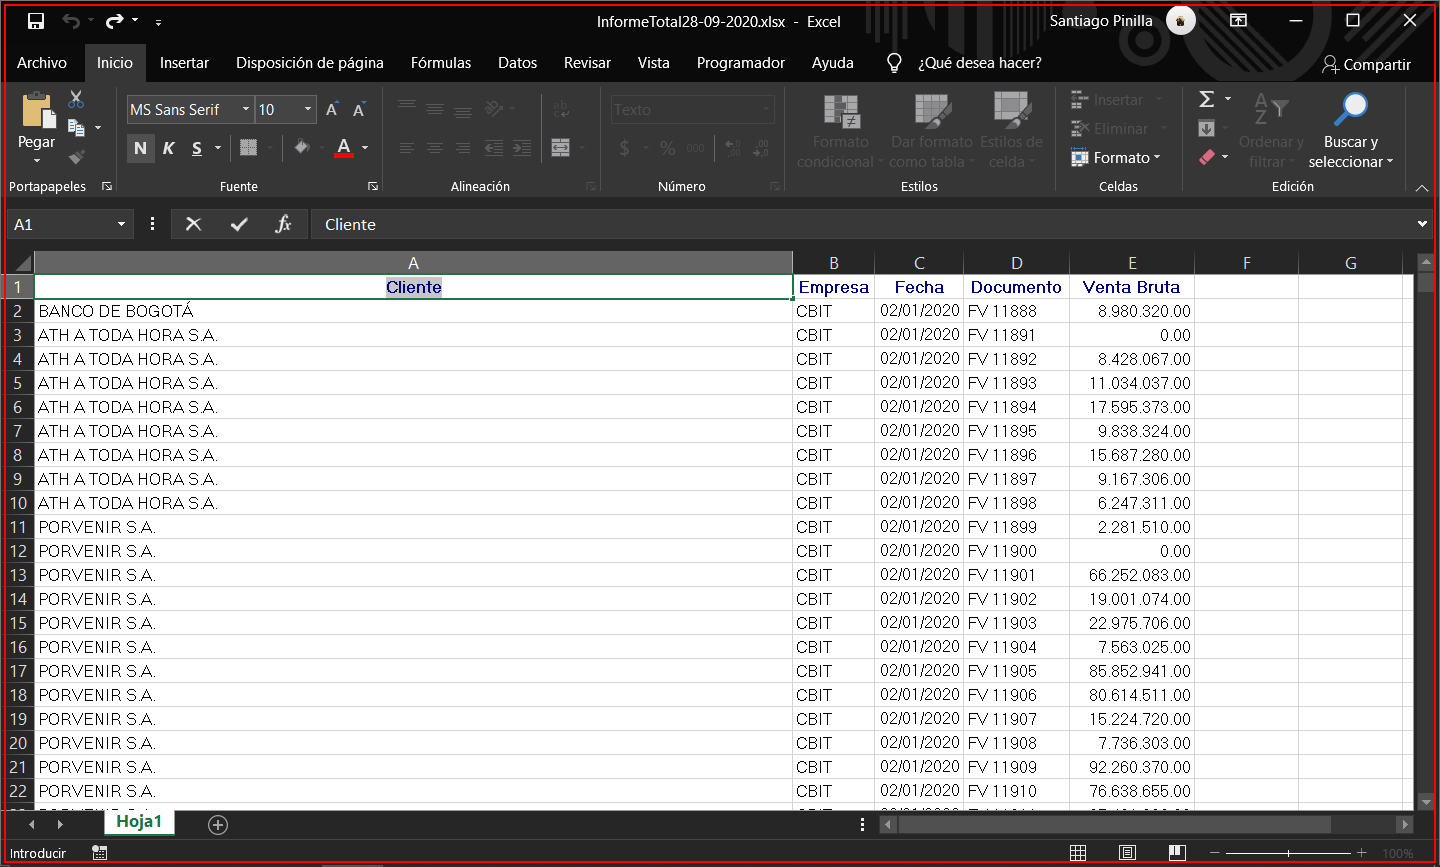 InformeTotal28-09-2020.xlsx - Excel
Santiago Pinilla
Archivo Inicio Insertar Disposición de página Fórmulas Datos Revisar Vista Programador Ayuda ¿Qué desea hacer? Compartir
Pegar
MS Sans Serif 10
N K S A
Texto
$ % 000
Formato condicional
Dar formato como tabla
Estilos de celda
Insertar
Eliminar
Formato
Ordenar y filtrar
Buscar y seleccionar
Portapapeles Fuente Alineación Número Estilos Celdas Edición
A1 fx Cliente
A B C D E F G
1 Cliente Empresa Fecha Documento Venta Bruta
2 BANCO DE BOGOTÁ CBIT 02/01/2020 FV 11888 8.980.320.00
3 ATH A TODA HORA S.A. CBIT 02/01/2020 FV 11891 0.00
4 ATH A TODA HORA S.A. CBIT 02/01/2020 FV 11892 8.428.067.00
5 ATH A TODA HORA S.A. CBIT 02/01/2020 FV 11893 11.034.037.00
6 ATH A TODA HORA S.A. CBIT 02/01/2020 FV 11894 17.595.373.00
7 ATH A TODA HORA S.A. CBIT 02/01/2020 FV 11895 9.838.324.00
8 ATH A TODA HORA S.A. CBIT 02/01/2020 FV 11896 15.687.280.00
9 ATH A TODA HORA S.A. CBIT 02/01/2020 FV 11897 9.167.306.00
10 ATH A TODA HORA S.A. CBIT 02/01/2020 FV 11898 6.247.311.00
11 PORVENIR S.A. CBIT 02/01/2020 FV 11899 2.281.510.00
12 PORVENIR S.A. CBIT 02/01/2020 FV 11900 0.00
13 PORVENIR S.A. CBIT 02/01/2020 FV 11901 66.252.083.00
14 PORVENIR S.A. CBIT 02/01/2020 FV 11902 19.001.074.00
15 PORVENIR S.A. CBIT 02/01/2020 FV 11903 22.975.706.00
16 PORVENIR S.A. CBIT 02/01/2020 FV 11904 7.563.025.00
17 PORVENIR S.A. CBIT 02/01/2020 FV 11905 85.852.941.00
18 PORVENIR S.A. CBIT 02/01/2020 FV 11906 80.614.511.00
19 PORVENIR S.A. CBIT 02/01/2020 FV 11907 15.224.720.00
20 PORVENIR S.A. CBIT 02/01/2020 FV 11908 7.736.303.00
21 PORVENIR S.A. CBIT 02/01/2020 FV 11909 92.260.370.00
22 PORVENIR S.A. CBIT 02/01/2020 FV 11910 76.638.655.00
Hoja1
Introducir 100%